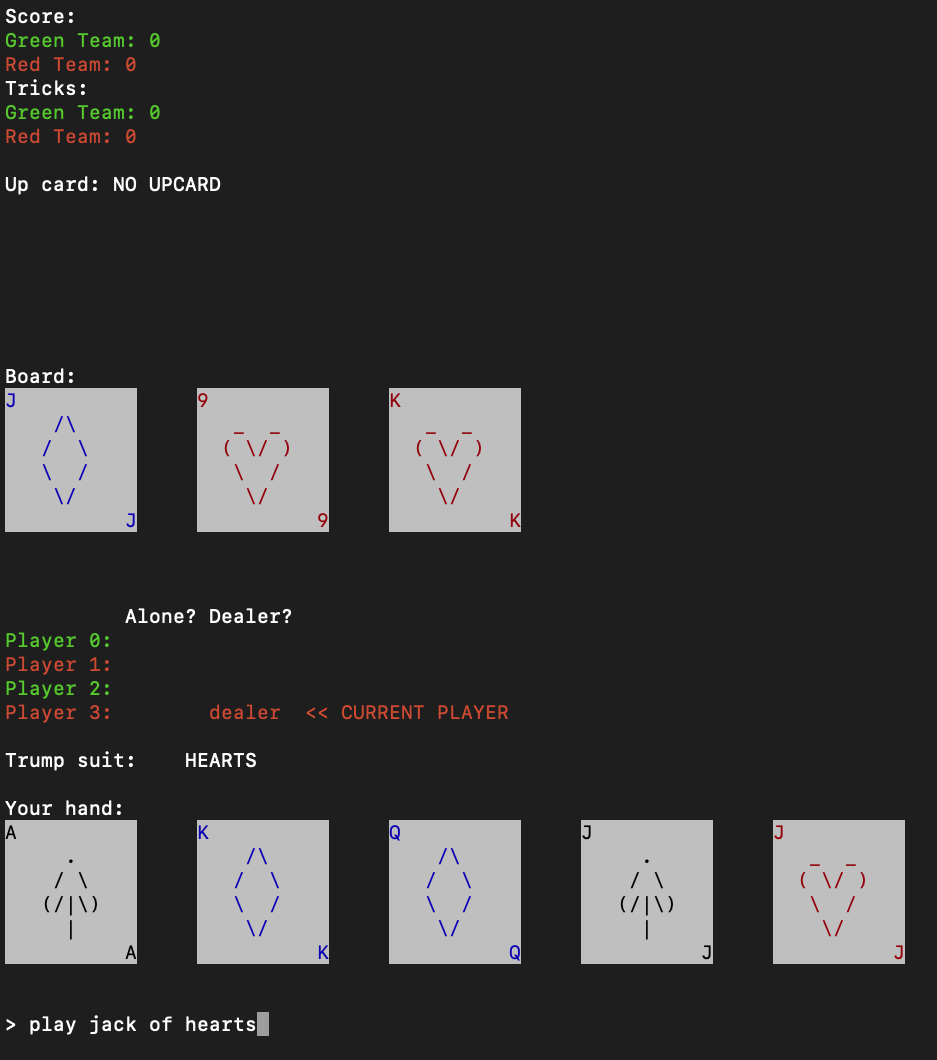 Score:
Green Team: 0
Red Team: 0
Tricks:
Green Team: 0
Red Team: 0
Up card: NO UPCARD
Board:
J 9 K
J 9 K
Alone? Dealer?
Player 0:
Player 1:
Player 2:
Player 3: dealer << CURRENT PLAYER
Trump suit: HEARTS
Your hand:
A K Q J J
A K Q J J
> play jack of hearts